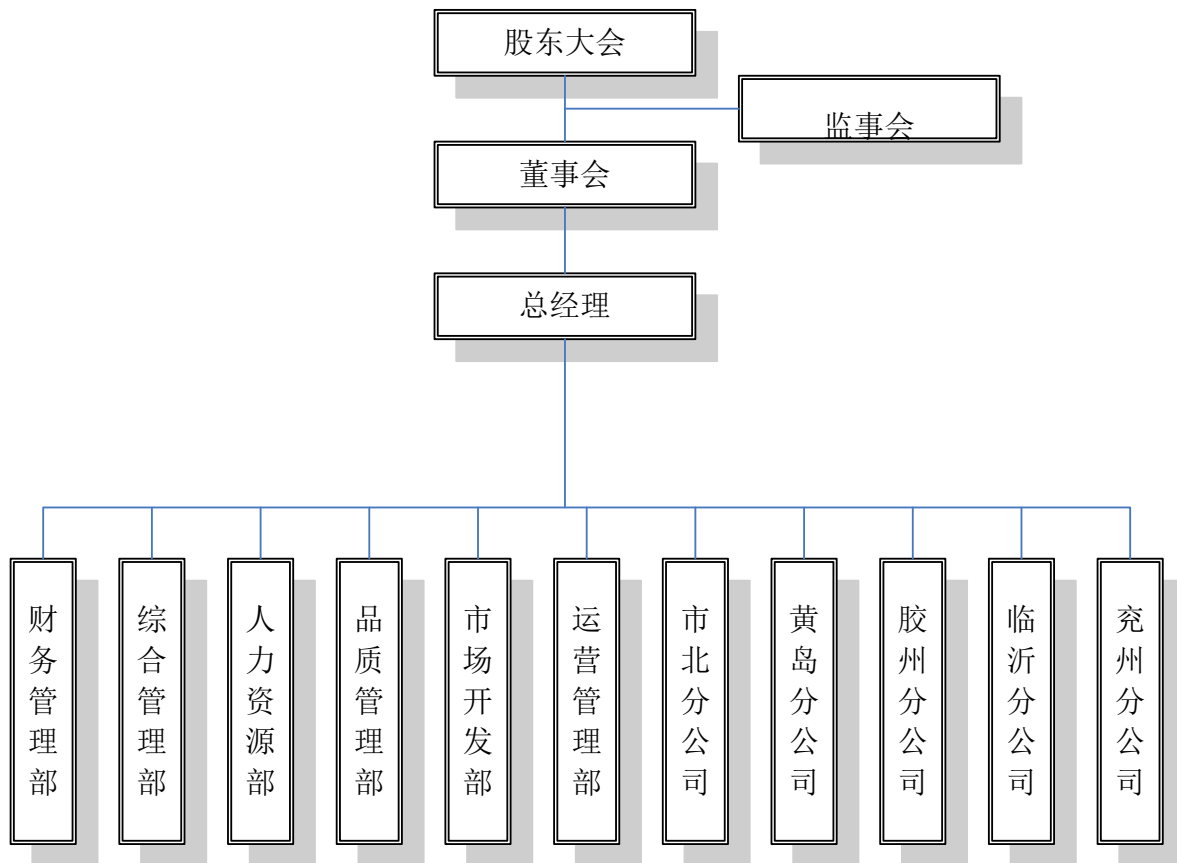 股东大会
监事会
董事会
总经理
财务管理部
综合管理部
人力资源部
品质管理部
市场开发部
运营管理部
市北分公司
黄岛分公司
胶州分公司
临沂分公司
兖州分公司